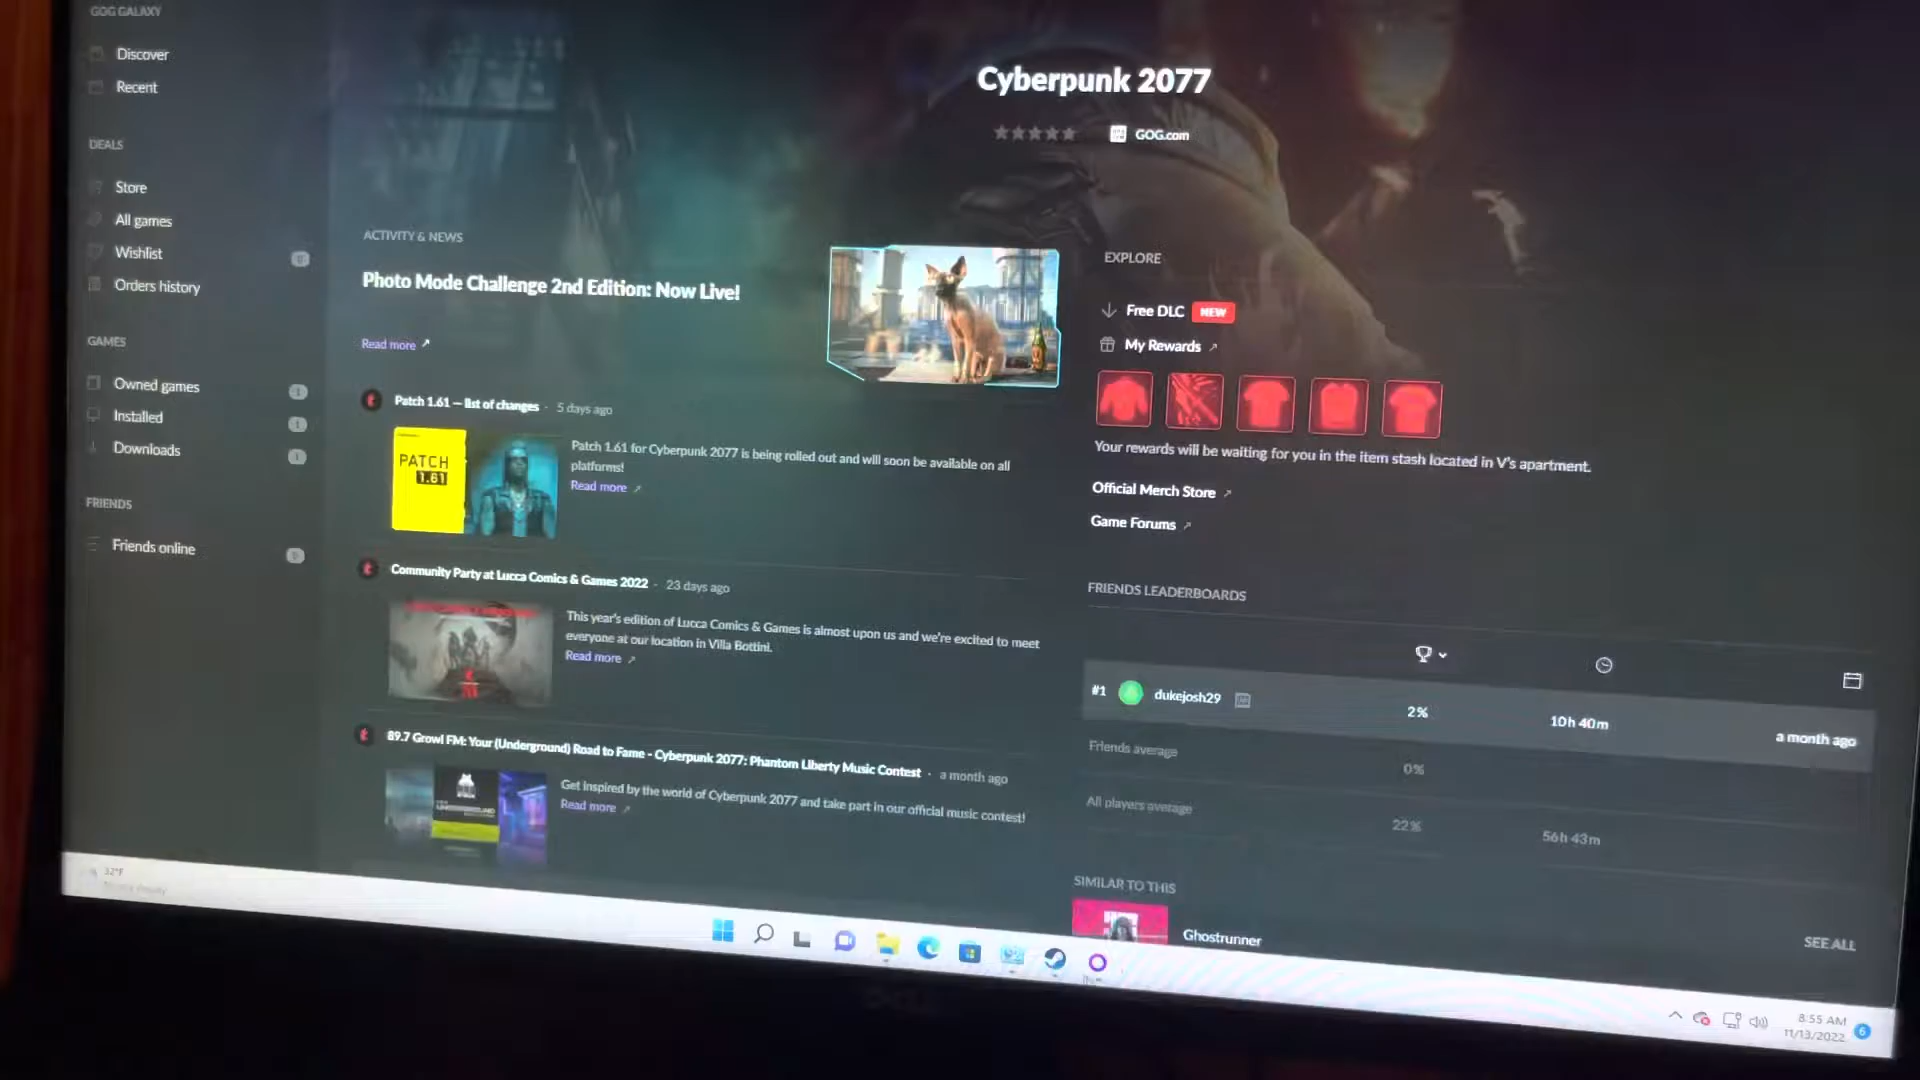 GOG GALAXY
Discover
Recent
DEALS
Store
All games
Wishlist
0
Orders history
GAMES
Owned games
1
Installed
1
Downloads
1
FRIENDS
Friends online
0
Cyberpunk 2077
GOG.com
ACTIVITY & NEWS
Photo Mode Challenge 2nd Edition: Now Live!
Read more
Patch 1.61 — list of changes · 5 days ago
PATCH
1.61
Patch 1.61 for Cyberpunk 2077 is being rolled out and will soon be available on all
platforms!
Read more
Community Party at Lucca Comics & Games 2022 · 23 days ago
This year's edition of Lucca Comics & Games is almost upon us and we're excited to meet
everyone at our location in Villa Bottini.
Read more
89.7 Growl FM: Your (Underground) Road to Fame - Cyberpunk 2077: Phantom Liberty Music Contest · a month ago
Get inspired by the world of Cyberpunk 2077 and take part in our official music contest!
Read more
EXPLORE
Free DLC NEW
My Rewards
Your rewards will be waiting for you in the item stash located in V's apartment.
Official Merch Store
Game Forums
FRIENDS LEADERBOARDS
#1 dukejosh29 2% 10h 40m a month ago
Friends average 0%
All players average 22% 56h 43m
SIMILAR TO THIS
Ghostrunner
SEE ALL
32°F
8:55 AM
11/13/2022
6
DELL